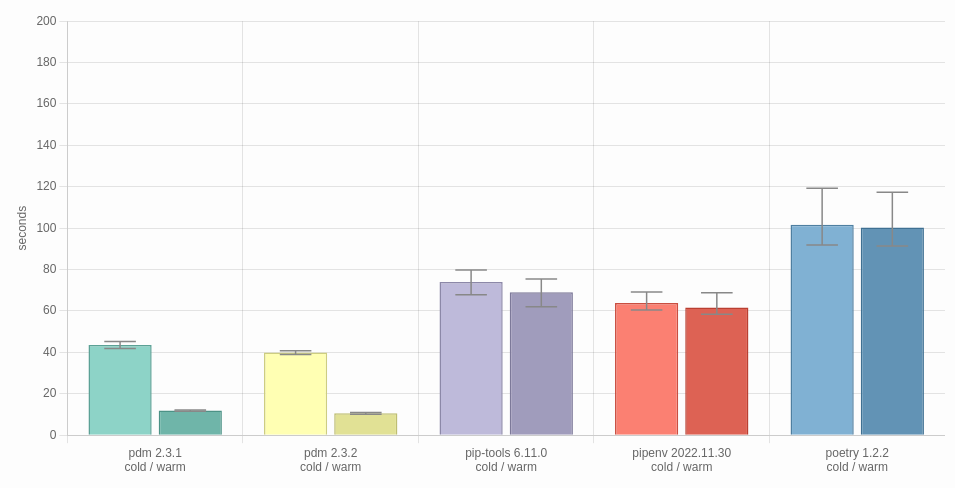 200
180
160
140
120
100
80
60
40
20
0
seconds
pdm 2.3.1
cold / warm
pdm 2.3.2
cold / warm
pip-tools 6.11.0
cold / warm
pipenv 2022.11.30
cold / warm
poetry 1.2.2
cold / warm